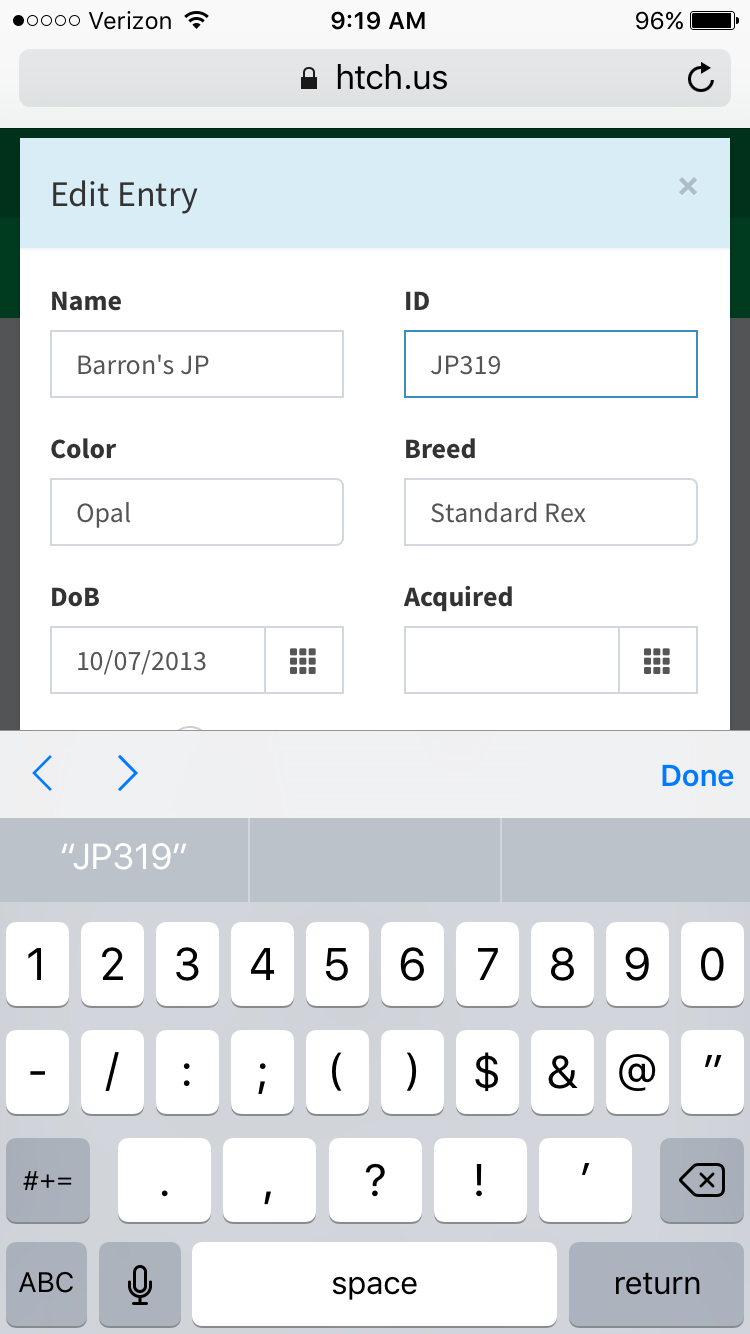 Verizon 9:19 AM 96%
htch.us
Edit Entry ×
Name ID
Barron's JP JP319
Color Breed
Opal Standard Rex
DoB Acquired
10/07/2013
Done
“JP319”
1 2 3 4 5 6 7 8 9 0
- / : ; ( ) $ & @ ”
#+= . , ? ! ’
ABC space return